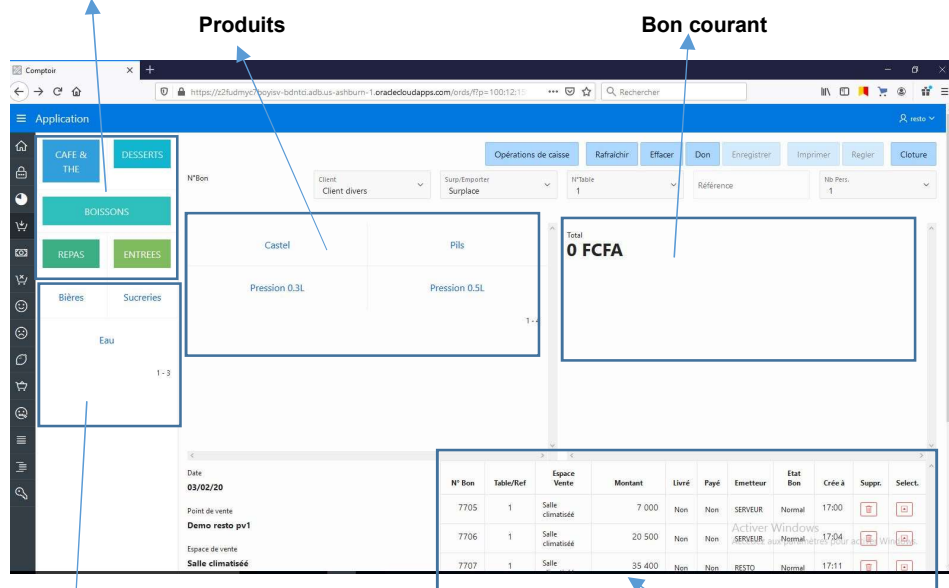 Produits
Bon courant
Comptoir
https://z2fudmyc7boyisv-bdntci.adb.us-ashburn-1.oraclecloudapps.com/ords/f?p=100:12:15
Rechercher
Application
resto
CAFE & THE
DESSERTS
BOISSONS
REPAS
ENTREES
Opérations de caisse
Rafraîchir
Effacer
Don
Enregistrer
Imprimer
Regler
Cloture
N°Bon
Client
Client divers
Surp/Emporter
Surplace
N°Table
1
Référence
Nb Pers.
1
Castel
Pils
Pression 0.3L
Pression 0.5L
1 - 4
Total
0 FCFA
Bières
Sucreries
Eau
1 - 3
Date
03/02/20
Point de vente
Demo resto pv1
Espace de vente
Salle climatiséé
N° Bon Table/Ref Espace Vente Montant Livré Payé Emetteur Etat Bon Crée à Suppr. Select.
7705 1 Salle climatiséé 7 000 Non Non SERVEUR Normal 17:00
7706 1 Salle climatiséé 20 500 Non Non SERVEUR Normal 17:04
7707 1 Salle 35 400 Non Non RESTO Normal 17:11
Activer Windows